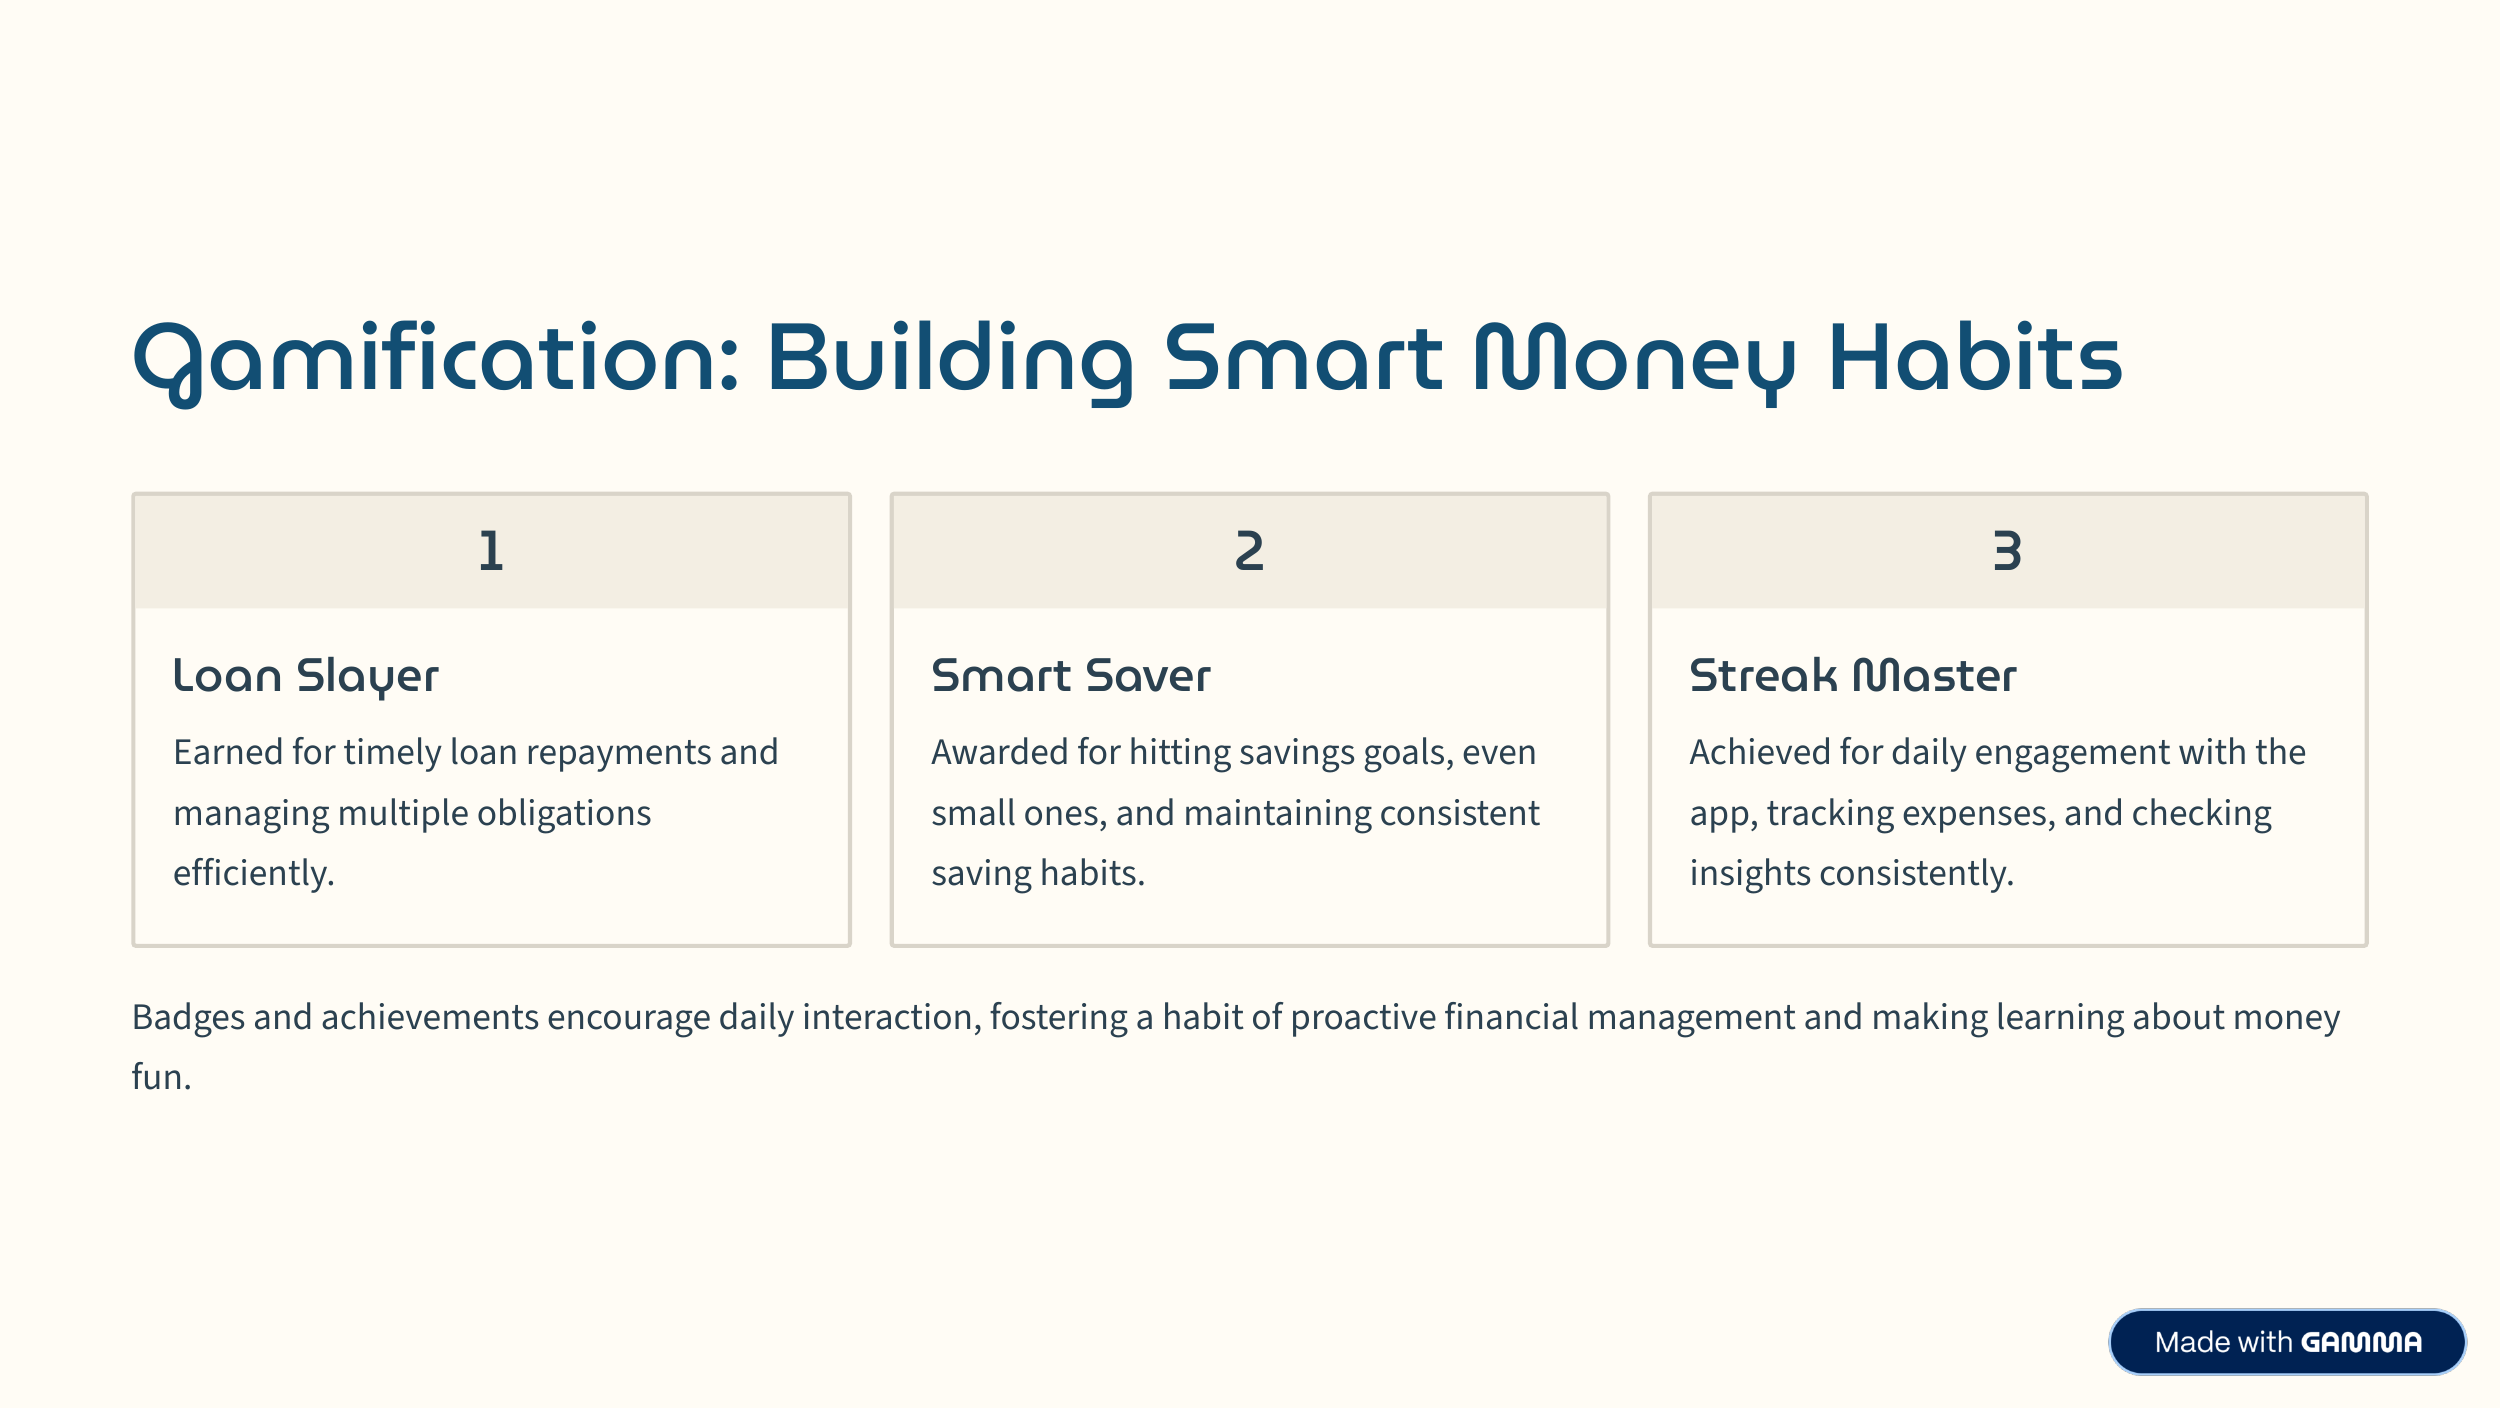 Gamification: Building Smart Money Habits
1
Loan Slayer
Earned for timely loan repayments and
managing multiple obligations
efficiently.
2
Smart Saver
Awarded for hitting savings goals, even
small ones, and maintaining consistent
saving habits.
3
Streak Master
Achieved for daily engagement with the
app, tracking expenses, and checking
insights consistently.
Badges and achievements encourage daily interaction, fostering a habit of proactive financial management and making learning about money
fun.
Made with GAMMA